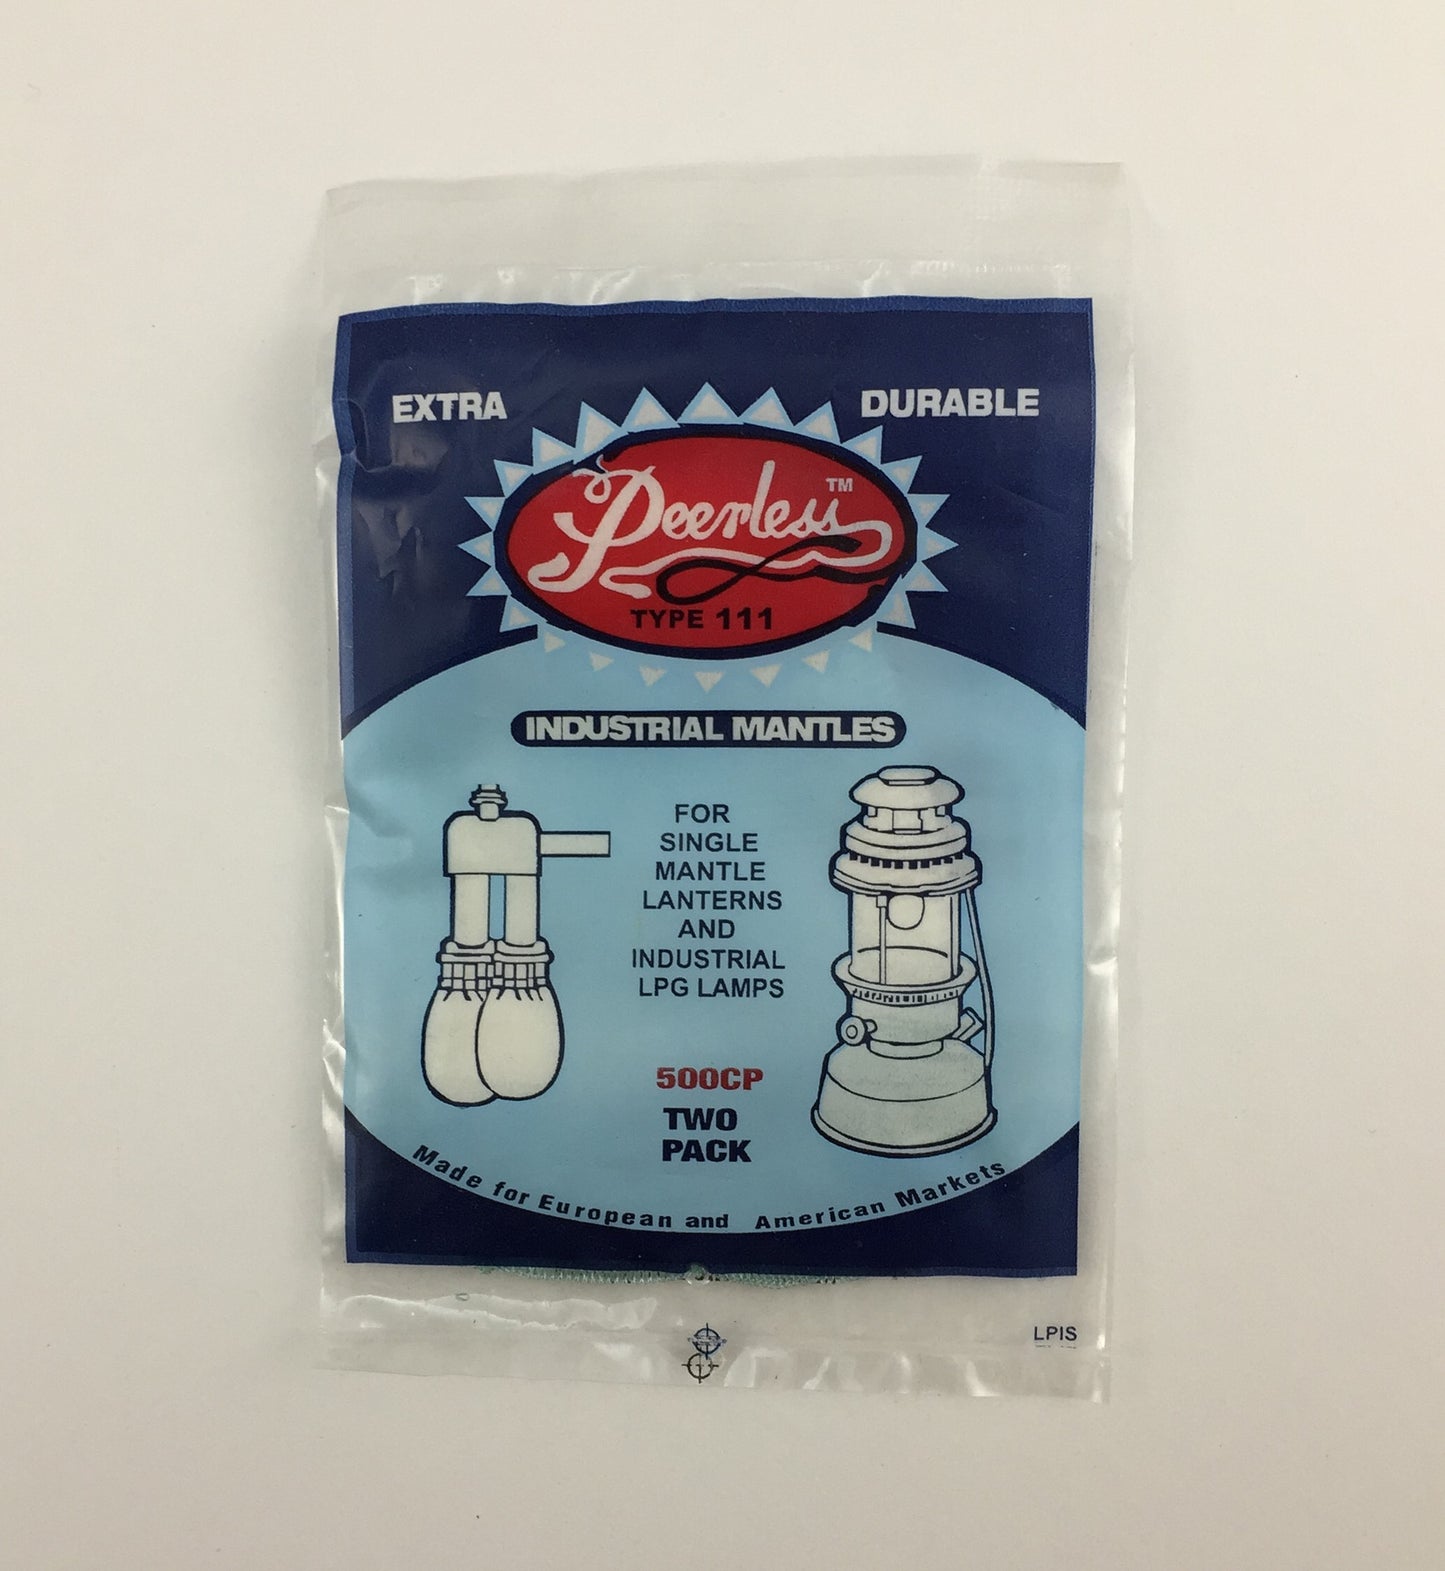 EXTRA DURABLE
Peerless™
TYPE 111
INDUSTRIAL MANTLES
FOR
SINGLE
MANTLE
LANTERNS
AND
INDUSTRIAL
LPG LAMPS
500CP
TWO
PACK
Made for European and American Markets
LPIS